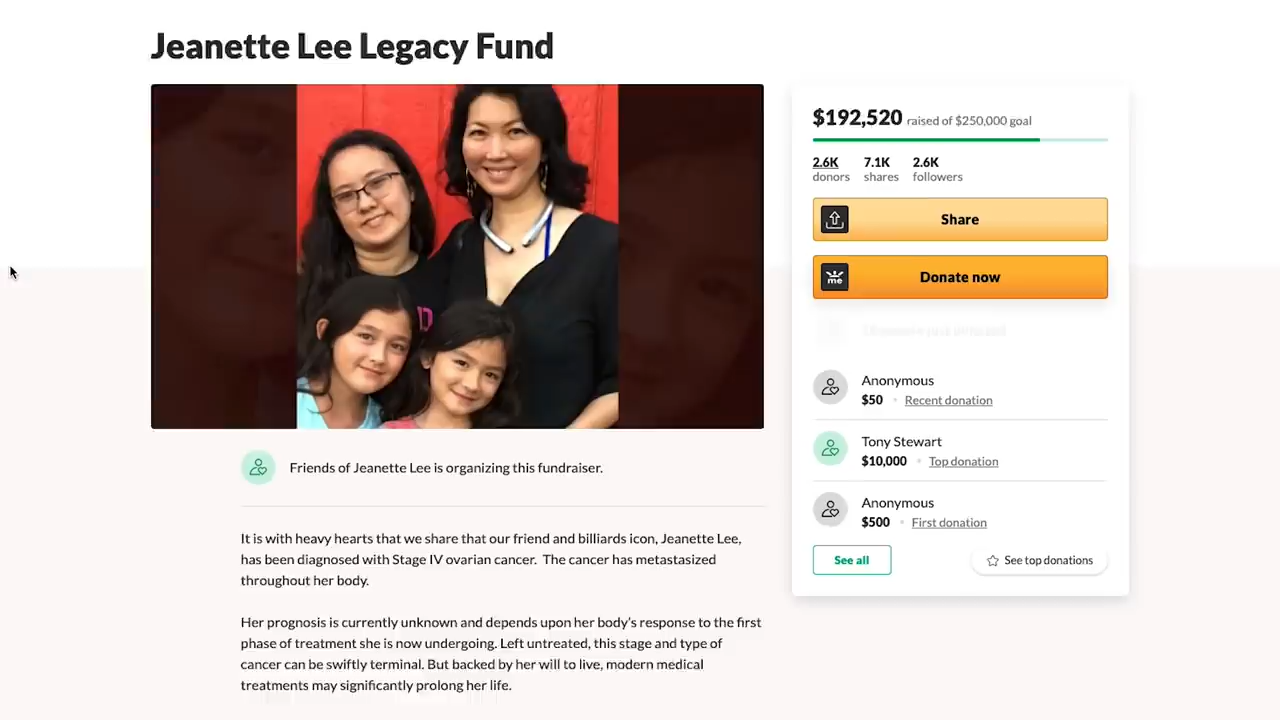 Jeanette Lee Legacy Fund
$192,520 raised of $250,000 goal
2.6K 7.1K 2.6K
donors shares followers
Share
me Donate now
Anonymous
$50 • Recent donation
Tony Stewart
$10,000 • Top donation
Anonymous
$500 • First donation
See all See top donations
Friends of Jeanette Lee is organizing this fundraiser.
It is with heavy hearts that we share that our friend and billiards icon, Jeanette Lee,
has been diagnosed with Stage IV ovarian cancer. The cancer has metastasized
throughout her body.
Her prognosis is currently unknown and depends upon her body's response to the first
phase of treatment she is now undergoing. Left untreated, this stage and type of
cancer can be swiftly terminal. But backed by her will to live, modern medical
treatments may significantly prolong her life.